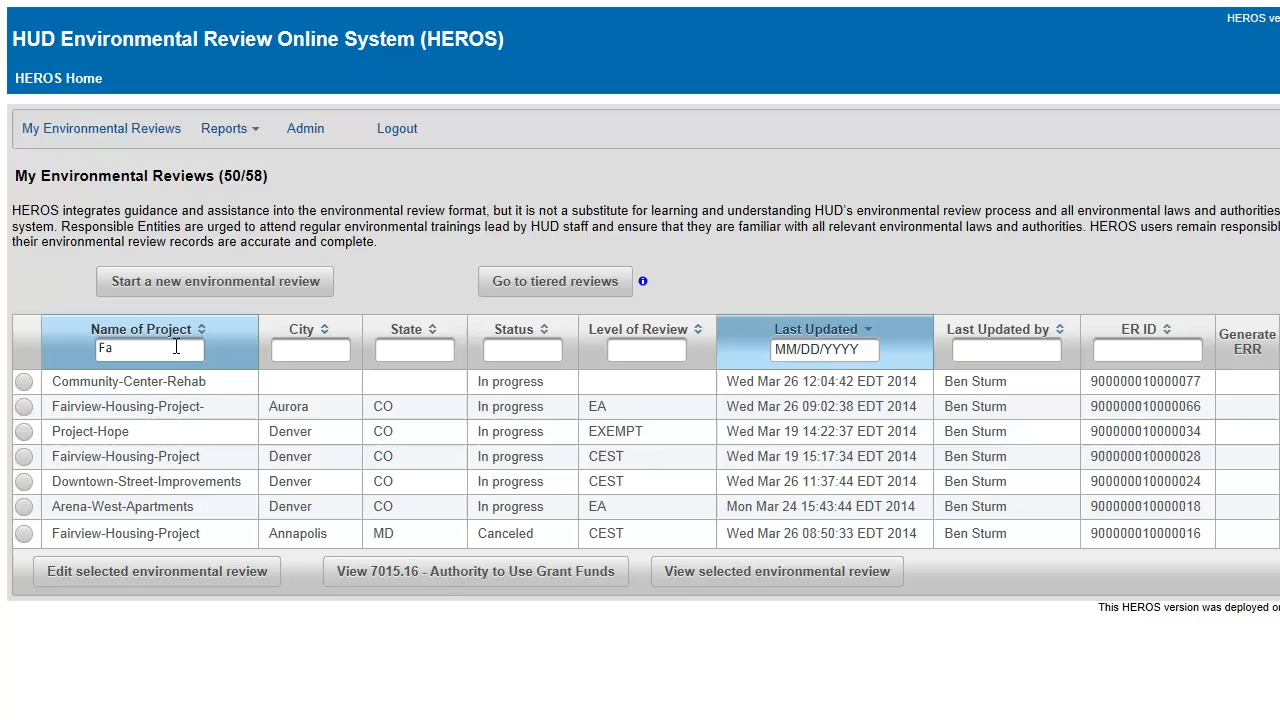 HEROS ve
HUD Environmental Review Online System (HEROS)
HEROS Home
My Environmental Reviews Reports Admin Logout
My Environmental Reviews (50/58)
HEROS integrates guidance and assistance into the environmental review format, but it is not a substitute for learning and understanding HUD's environmental review process and all environmental laws and authorities
system. Responsible Entities are urged to attend regular environmental trainings lead by HUD staff and ensure that they are familiar with all relevant environmental laws and authorities. HEROS users remain responsibl
their environmental review records are accurate and complete.
Start a new environmental review Go to tiered reviews
Name of Project City State Status Level of Review Last Updated Last Updated by ER ID Generate ERR
Fa MM/DD/YYYY
Community-Center-Rehab In progress Wed Mar 26 12:04:42 EDT 2014 Ben Sturm 900000010000077
Fairview-Housing-Project- Aurora CO In progress EA Wed Mar 26 09:02:38 EDT 2014 Ben Sturm 900000010000066
Project-Hope Denver CO In progress EXEMPT Wed Mar 19 14:22:37 EDT 2014 Ben Sturm 900000010000034
Fairview-Housing-Project Denver CO In progress CEST Wed Mar 19 15:17:34 EDT 2014 Ben Sturm 900000010000028
Downtown-Street-Improvements Denver CO In progress CEST Wed Mar 26 11:37:44 EDT 2014 Ben Sturm 900000010000024
Arena-West-Apartments Denver CO In progress EA Mon Mar 24 15:43:44 EDT 2014 Ben Sturm 900000010000018
Fairview-Housing-Project Annapolis MD Canceled CEST Wed Mar 26 08:50:33 EDT 2014 Ben Sturm 900000010000016
Edit selected environmental review View 7015.16 - Authority to Use Grant Funds View selected environmental review
This HEROS version was deployed o